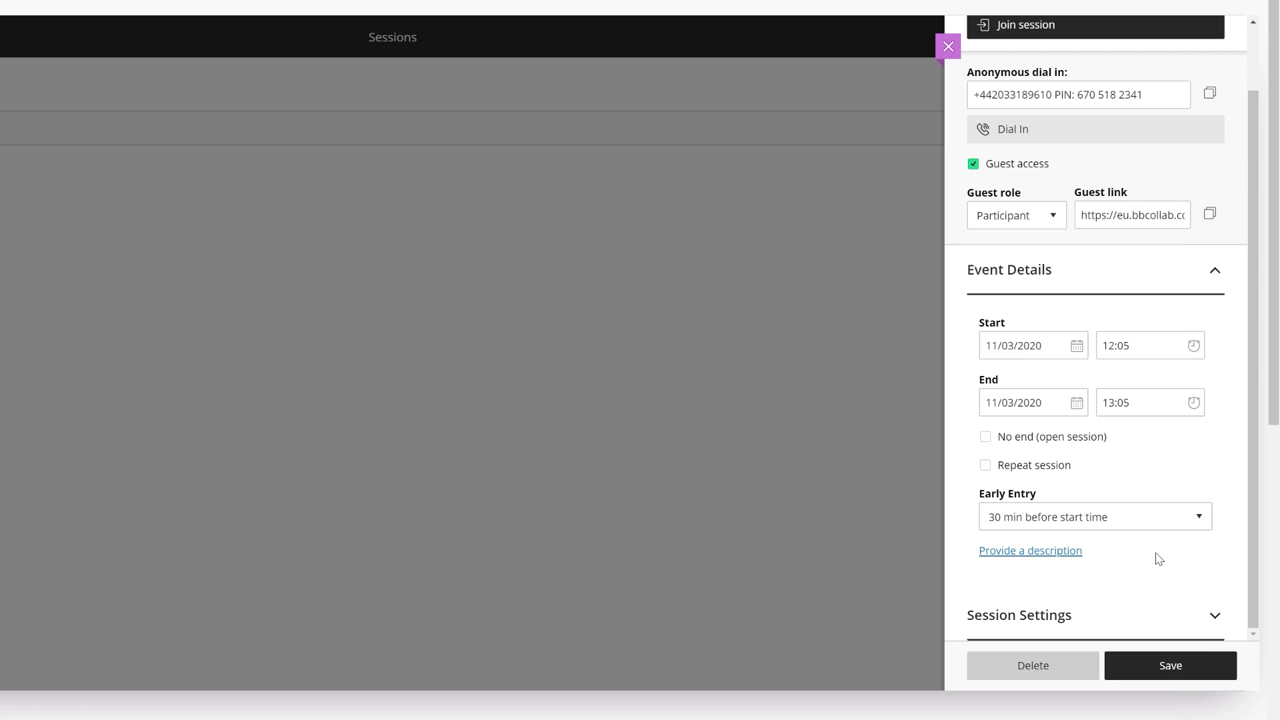 Sessions
Join session
Anonymous dial in:
+442033189610 PIN: 670 518 2341
Dial In
Guest access
Guest role
Guest link
Participant
https://eu.bbcollab.cc
Event Details
Start
11/03/2020
12:05
End
11/03/2020
13:05
No end (open session)
Repeat session
Early Entry
30 min before start time
Provide a description
Session Settings
Delete
Save